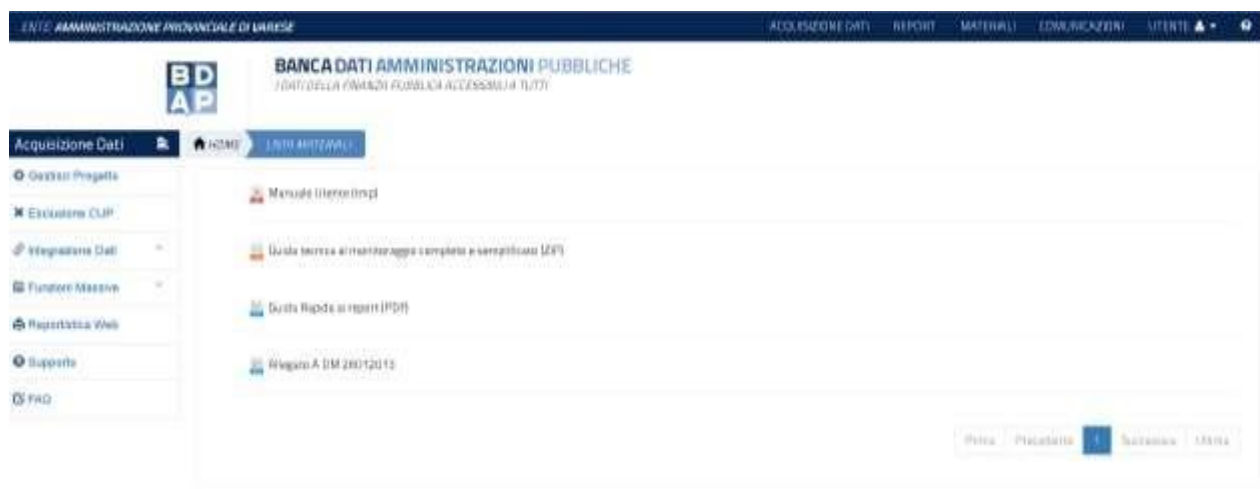 ENTE AMMINISTRAZIONE PROVINCIALE DI VARESE
ACQUISIZIONE DATI REPORT MATERIALI COMUNICAZIONI UTENTE
BD
AP
BANCA DATI AMMINISTRAZIONI PUBBLICHE
I DATI DELLA FINANZA PUBBLICA ACCESSIBILI A TUTTI
Acquisizione Dati
HOME
LISTA MATERIALI
Gestisci Progetto
Esclusione CUP
Integrazione Dati
Funzioni Massive
Reportistica Web
Supporto
FAQ
Manuale Utente
Guida tecnica al monitoraggio completo e semplificato (ZIP)
Guida Rapida ai report (PDF)
Allegato A DM 26012013
Prima Precedente 1 Successiva Ultima